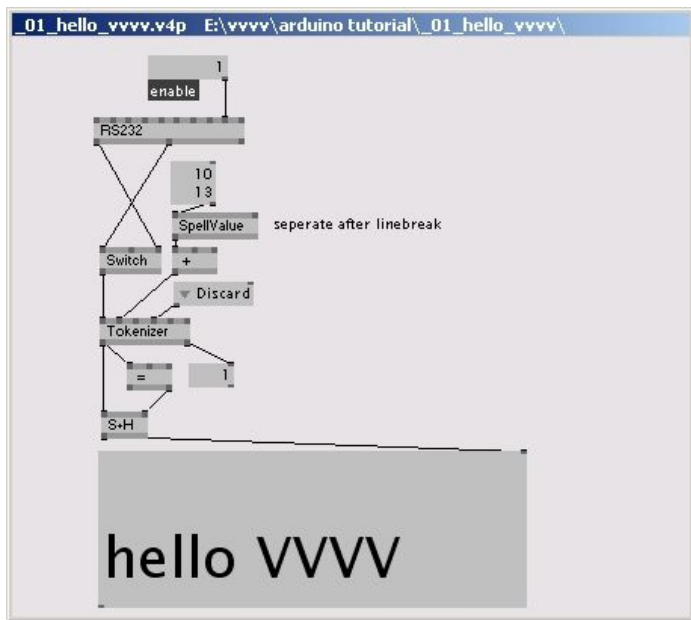 _01_hello_vvvv.v4p   E:\vvvv\arduino tutorial\_01_hello_vvvv\
1
enable
RS232
10
13
SpellValue
seperate after linebreak
Switch
+
Discard
Tokenizer
=
1
S+H
hello VVVV